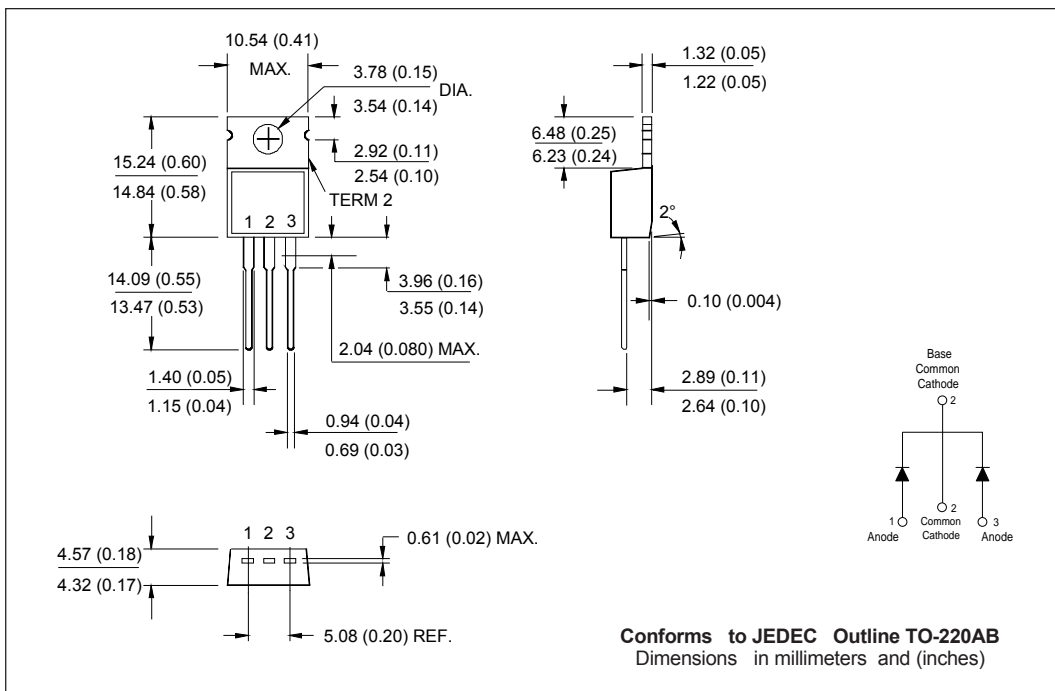 10.54 (0.41)
MAX.
3.78 (0.15)
3.54 (0.14)
DIA.
2.92 (0.11)
2.54 (0.10)
15.24 (0.60)
14.84 (0.58)
TERM 2
1 2 3
14.09 (0.55)
13.47 (0.53)
3.96 (0.16)
3.55 (0.14)
2.04 (0.080) MAX.
1.40 (0.05)
1.15 (0.04)
0.94 (0.04)
0.69 (0.03)
1.32 (0.05)
1.22 (0.05)
6.48 (0.25)
6.23 (0.24)
2°
0.10 (0.004)
2.89 (0.11)
2.64 (0.10)
Base
Common
Cathode
2
1
Anode
2
Common
Cathode
3
Anode
1 2 3
0.61 (0.02) MAX.
4.57 (0.18)
4.32 (0.17)
5.08 (0.20) REF.
Conforms to JEDEC Outline TO-220AB
Dimensions in millimeters and (inches)